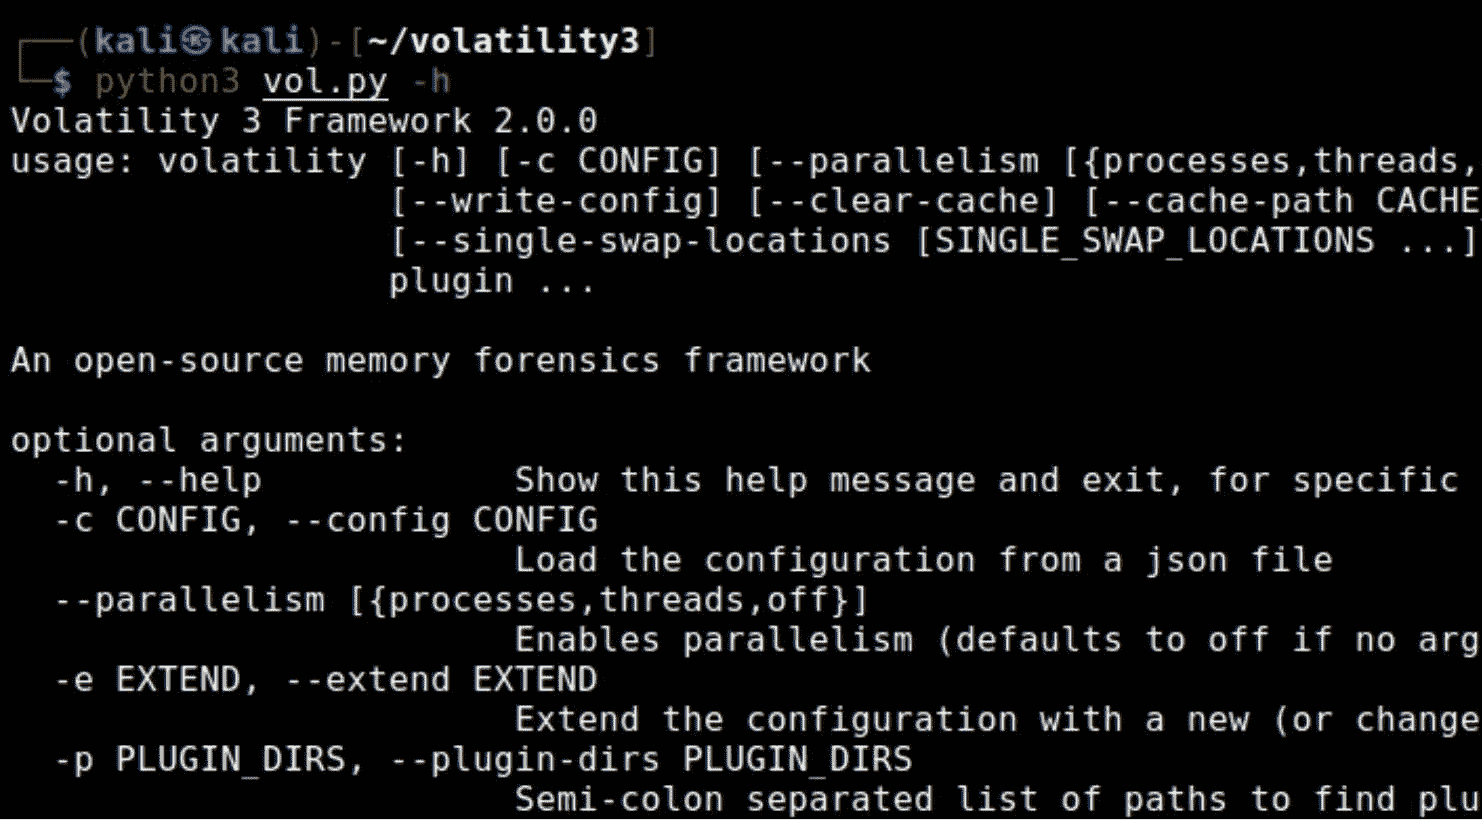 ┌──(kali㉿kali)-[~/volatility3]
└─$ python3 vol.py -h
Volatility 3 Framework 2.0.0
usage: volatility [-h] [-c CONFIG] [--parallelism [{processes,threads,
[--write-config] [--clear-cache] [--cache-path CACHE
[--single-swap-locations [SINGLE_SWAP_LOCATIONS ...]
plugin ...
An open-source memory forensics framework
optional arguments:
-h, --help Show this help message and exit, for specific
-c CONFIG, --config CONFIG
Load the configuration from a json file
--parallelism [{processes,threads,off}]
Enables parallelism (defaults to off if no arg
-e EXTEND, --extend EXTEND
Extend the configuration with a new (or change
-p PLUGIN_DIRS, --plugin-dirs PLUGIN_DIRS
Semi-colon separated list of paths to find plu